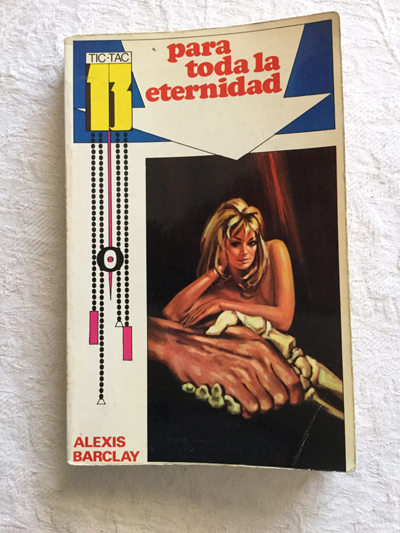 TIC-TAC
13
para
toda la
eternidad
ALEXIS
BARCLAY